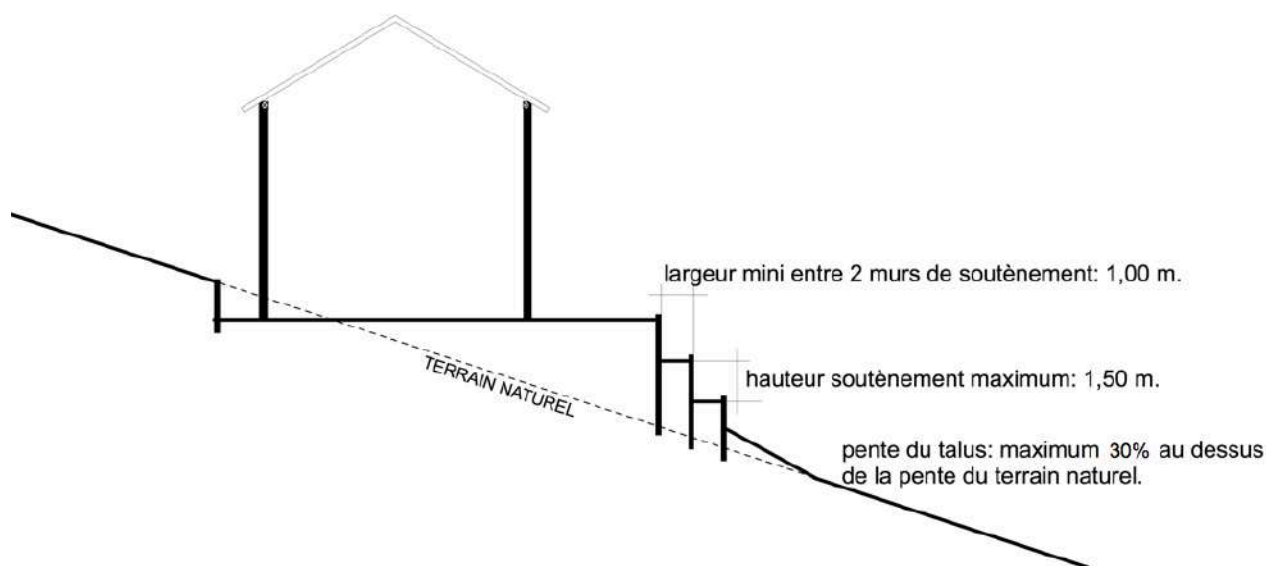 largeur mini entre 2 murs de soutènement: 1,00 m.
TERRAIN NATUREL
hauteur soutènement maximum: 1,50 m.
pente du talus: maximum 30% au dessus
de la pente du terrain naturel.